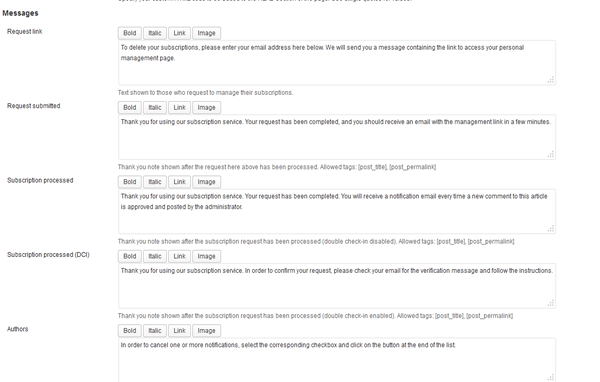 Messages
Request link
Bold Italic Link Image
To delete your subscriptions, please enter your email address here below. We will send you a message containing the link to access your personal
management page.
Text shown to those who request to manage their subscriptions.
Request submitted
Bold Italic Link Image
Thank you for using our subscription service. Your request has been completed, and you should receive an email with the management link in a few minutes.
Thank you note shown after the request here above has been processed. Allowed tags: [post_title], [post_permalink]
Subscription processed
Bold Italic Link Image
Thank you for using our subscription service. Your request has been completed. You will receive a notification email every time a new comment to this article
is approved and posted by the administrator.
Thank you note shown after the subscription request has been processed (double check-in disabled). Allowed tags: [post_title], [post_permalink]
Subscription processed (DCI)
Bold Italic Link Image
Thank you for using our subscription service. In order to confirm your request, please check your email for the verification message and follow the instructions.
Thank you note shown after the subscription request has been processed (double check-in enabled). Allowed tags: [post_title], [post_permalink]
Authors
Bold Italic Link Image
In order to cancel one or more notifications, select the corresponding checkbox and click on the button at the end of the list.